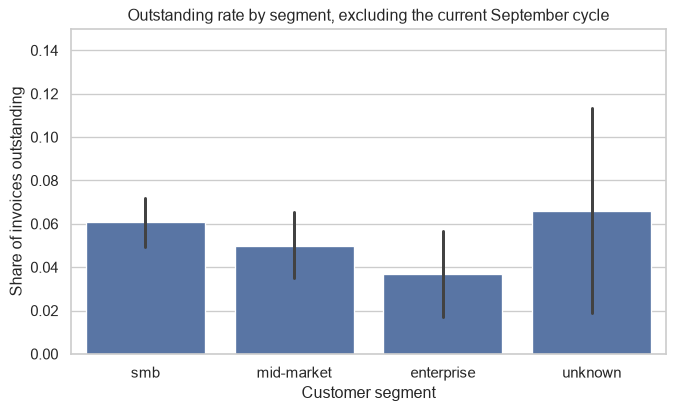 Outstanding rate by segment, excluding the current September cycle
Share of invoices outstanding
0.14
0.12
0.10
0.08
0.06
0.04
0.02
0.00
smb mid-market enterprise unknown
Customer segment